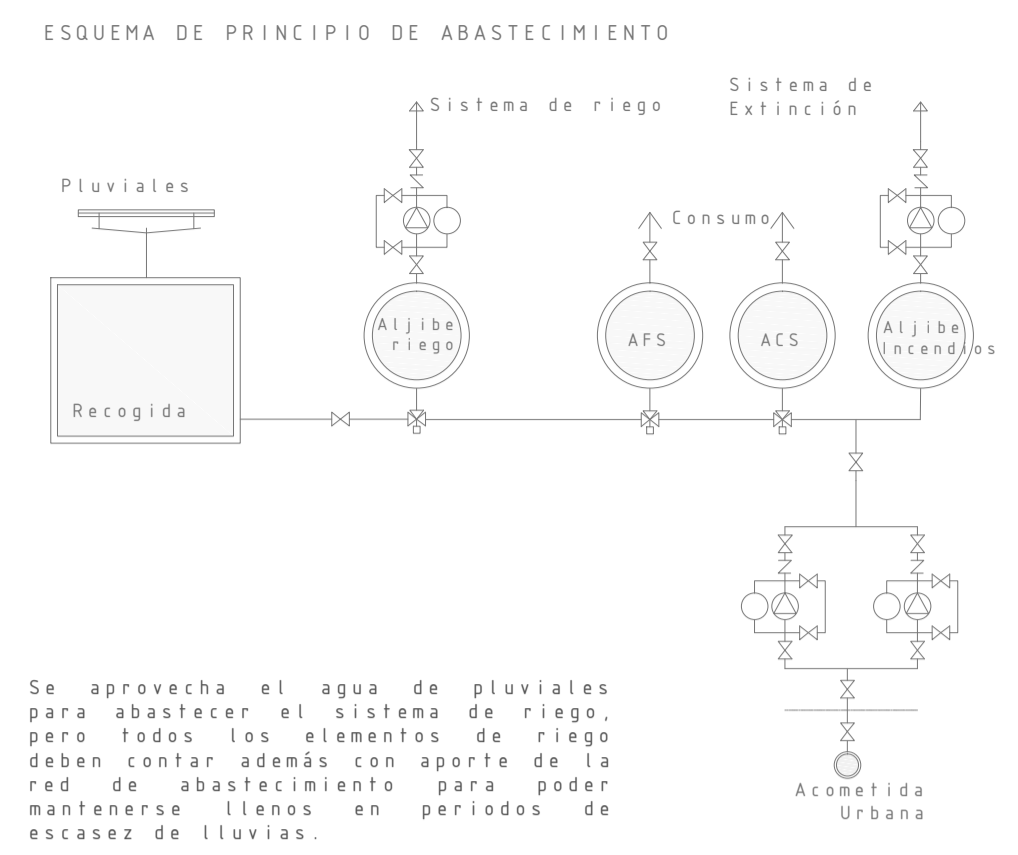 ESQUEMA DE PRINCIPIO DE ABASTECIMIENTO
Sistema de
Extinción
Sistema de riego
Pluviales
Consumo
Aljibe
riego
AFS
ACS
Aljibe
Incendios
Recogida
Se aprovecha el agua de pluviales
para abastecer el sistema de riego,
pero todos los elementos de riego
deben contar además con aporte de la
red de abastecimiento para poder
mantenerse llenos en periodos de
escasez de lluvias.
Acometida
Urbana